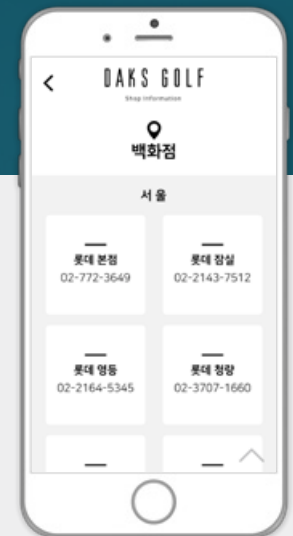 DAKS GOLF
Shop Information
백화점
서울
롯데 본점
02-772-3649
롯데 잠실
02-2143-7512
롯데 영등
02-2164-5345
롯데 청량
02-3707-1660